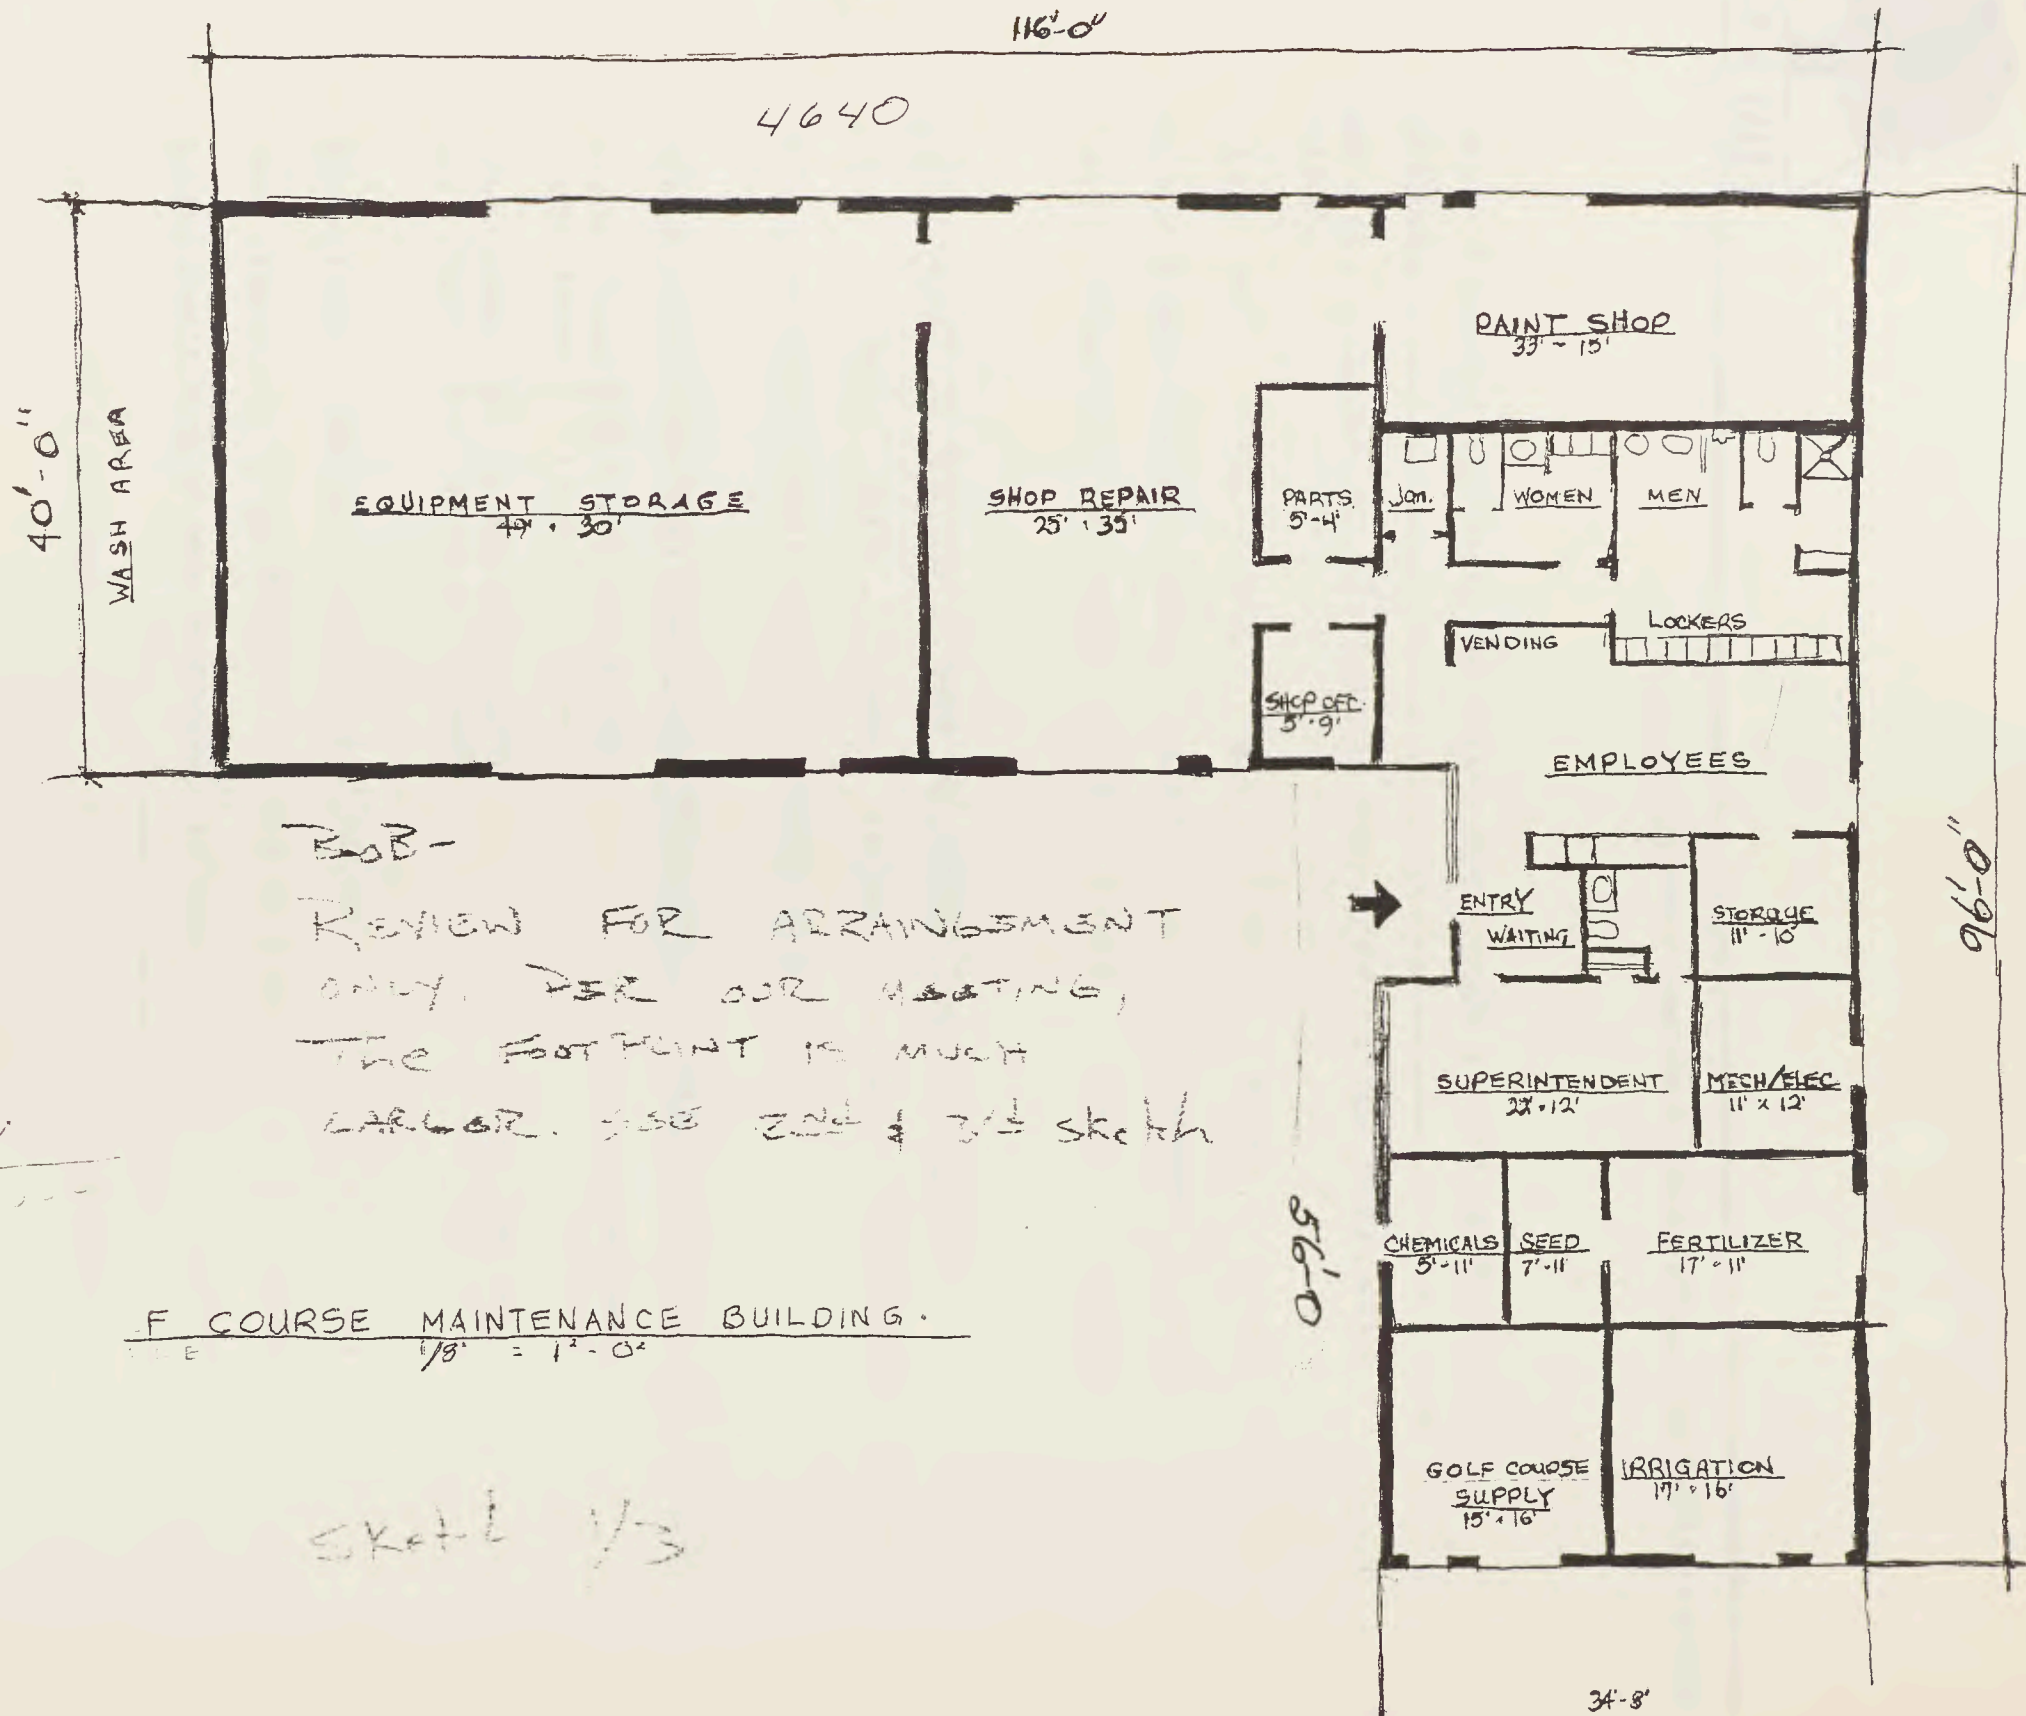 116'-0"
4640
40'-0"
WASH AREA
EQUIPMENT STORAGE
SHOP REPAIR
25' · 35'
PARTS
5'-4'
PAINT SHOP
33' - 15'
Jan.
WOMEN
MEN
LOCKERS
VENDING
SHOP OFC.
5' · 9'
EMPLOYEES
96'-0"
ENTRY
WAITING
STORAGE
11' - 10'
BOB-
REVIEW FOR ARRAINGEMENT
ONLY. PER OUR MEETING,
THE FOOTPRINT IS MUCH
LARGER. SEE 2nd & 3rd sketch
SUPERINTENDENT
22' · 12'
MECH/ELEC
11' x 12'
56'-0
CHEMICALS
5'-11'
SEED
7'-11'
FERTILIZER
17' - 11'
F COURSE MAINTENANCE BUILDING.
1/8" = 1'-0"
GOLF COURSE
SUPPLY
15' · 16'
IRRIGATION
17' · 16'
Sketch 1/3
34'-8'